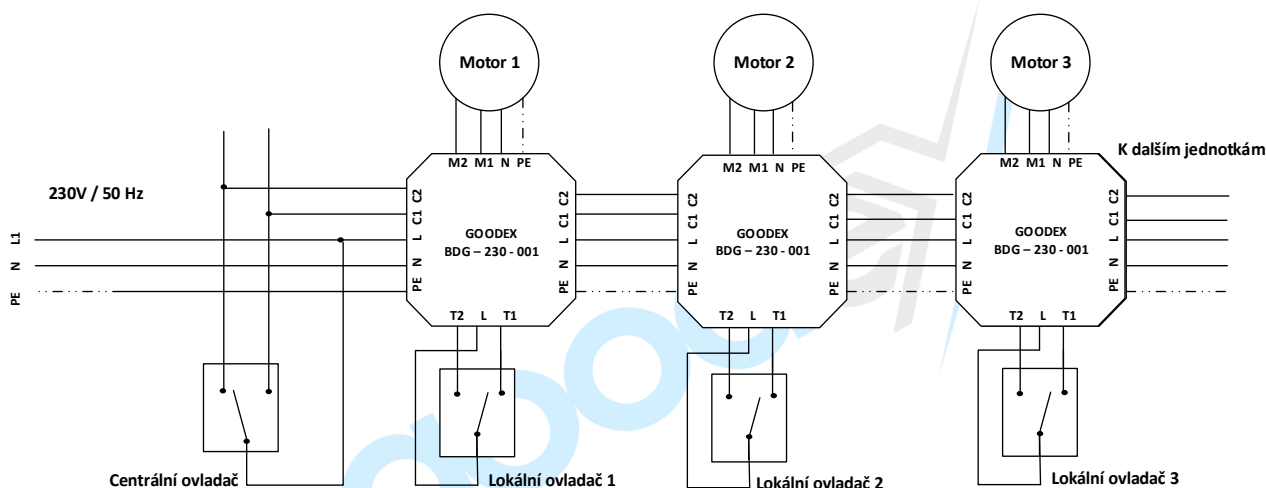 Motor 1
Motor 2
Motor 3
M2 M1 N PE
M2 M1 N PE
M2 M1 N PE
K dalším jednotkám
230V / 50 Hz
L1
N
PE
C2
C1
L
N
PE
GOODEX
BDG – 230 - 001
C2
C1
L
N
PE
C2
C1
L
N
PE
GOODEX
BDG – 230 - 001
C2
C1
L
N
PE
C2
C1
L
N
PE
GOODEX
BDG – 230 - 001
C2
C1
L
N
PE
T2 L T1
T2 L T1
T2 L T1
Centrální ovladač
Lokální ovladač 1
Lokální ovladač 2
Lokální ovladač 3